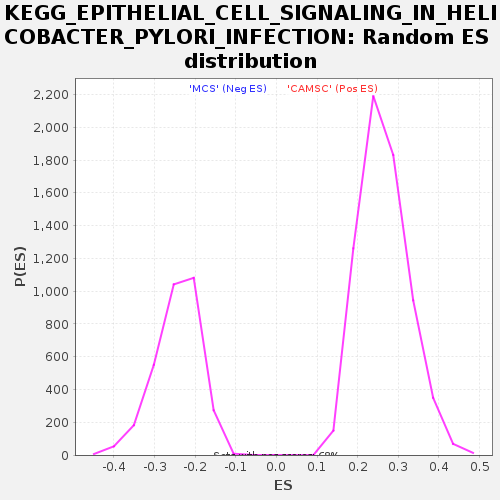 KEGG_EPITHELIAL_CELL_SIGNALING_IN_HELI
COBACTER_PYLORI_INFECTION: Random ES
distribution
'MCS' (Neg ES) 'CAMSC' (Pos ES)
2,200
2,000
1,800
1,600
1,400
1,200
1,000
800
600
400
200
0
P(ES)
-0.4 -0.3 -0.2 -0.1 0.0 0.1 0.2 0.3 0.4 0.5
ES